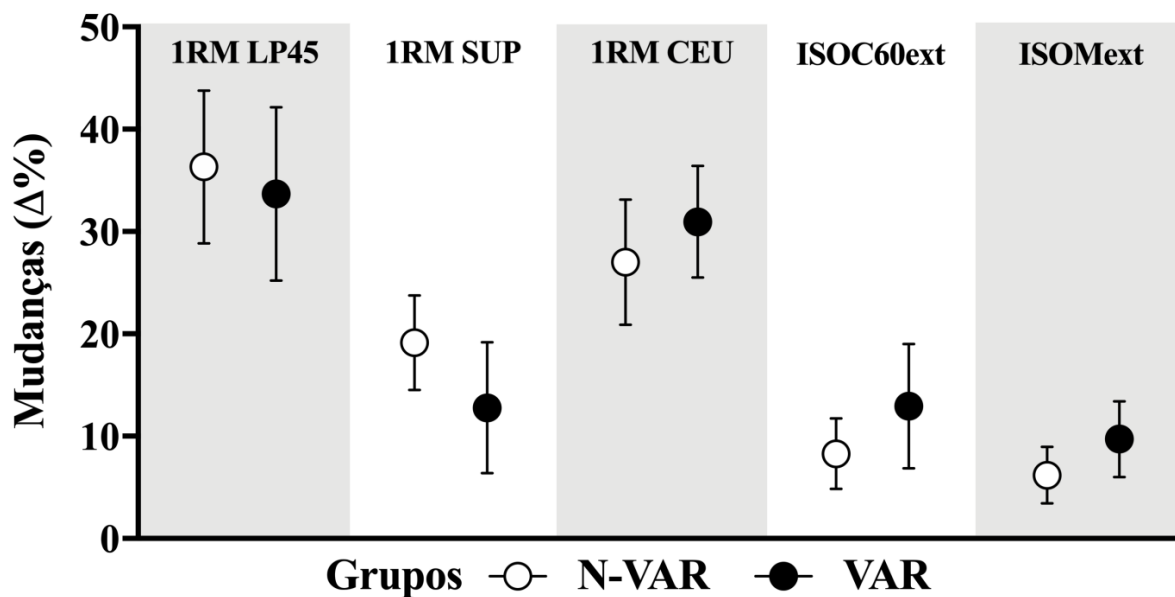 Mudanças (Δ%)
50
40
30
20
10
0
1RM LP45 1RM SUP 1RM CEU ISOC60ext ISOMext
Grupos N-VAR VAR